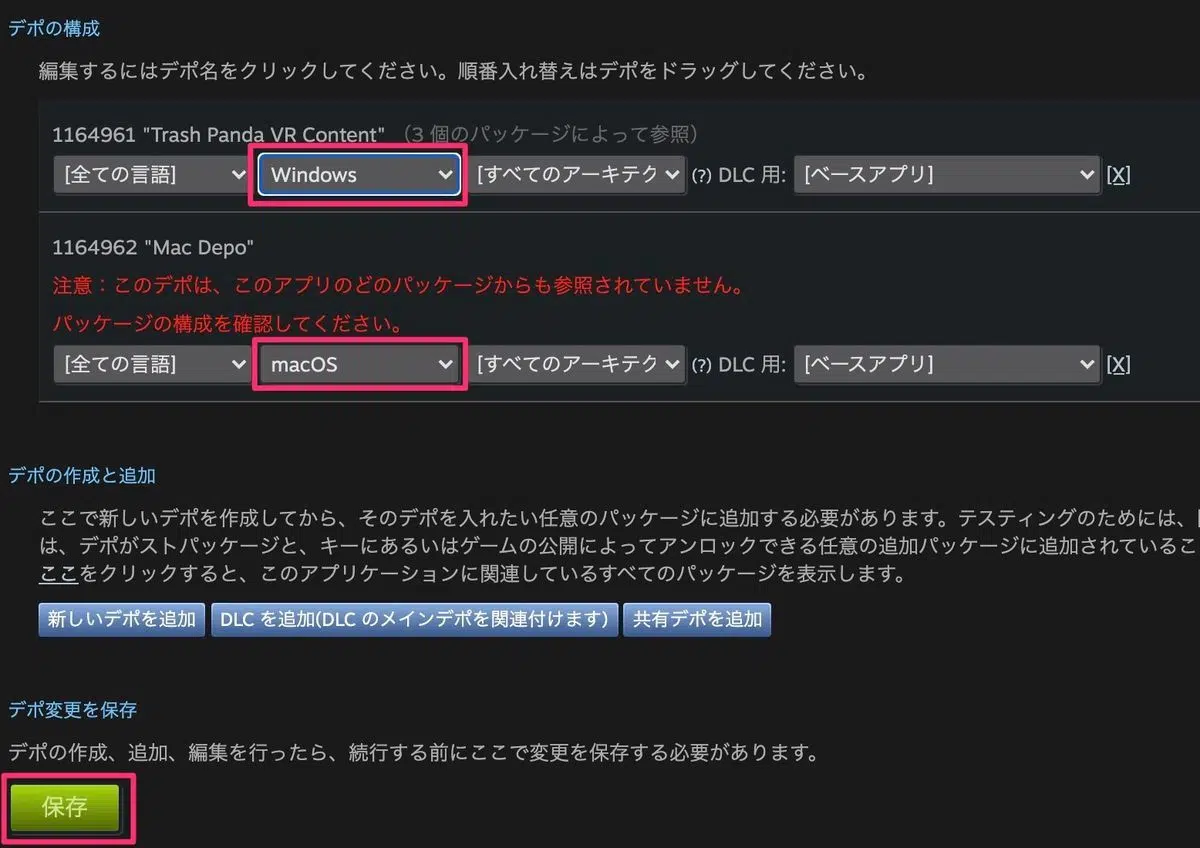 デポの構成
編集するにはデポ名をクリックしてください。順番入れ替えはデポをドラッグしてください。
1164961 "Trash Panda VR Content" (3 個のパッケージによって参照)
[全ての言語] Windows [すべてのアーキテク (?) DLC 用: [ベースアプリ] [X]
1164962 "Mac Depo"
注意：このデポは、このアプリのどのパッケージからも参照されていません。
パッケージの構成を確認してください。
[全ての言語] macOS [すべてのアーキテク (?) DLC 用: [ベースアプリ] [X]
デポの作成と追加
ここで新しいデポを作成してから、そのデポを入れたい任意のパッケージに追加する必要があります。テスティングのためには、
は、デポがストパッケージと、キーにあるいはゲームの公開によってアンロックできる任意の追加パッケージに追加されているこ
ここをクリックすると、このアプリケーションに関連しているすべてのパッケージを表示します。
新しいデポを追加 DLC を追加(DLC のメインデポを関連付けます) 共有デポを追加
デポ変更を保存
デポの作成、追加、編集を行ったら、続行する前にここで変更を保存する必要があります。
保存